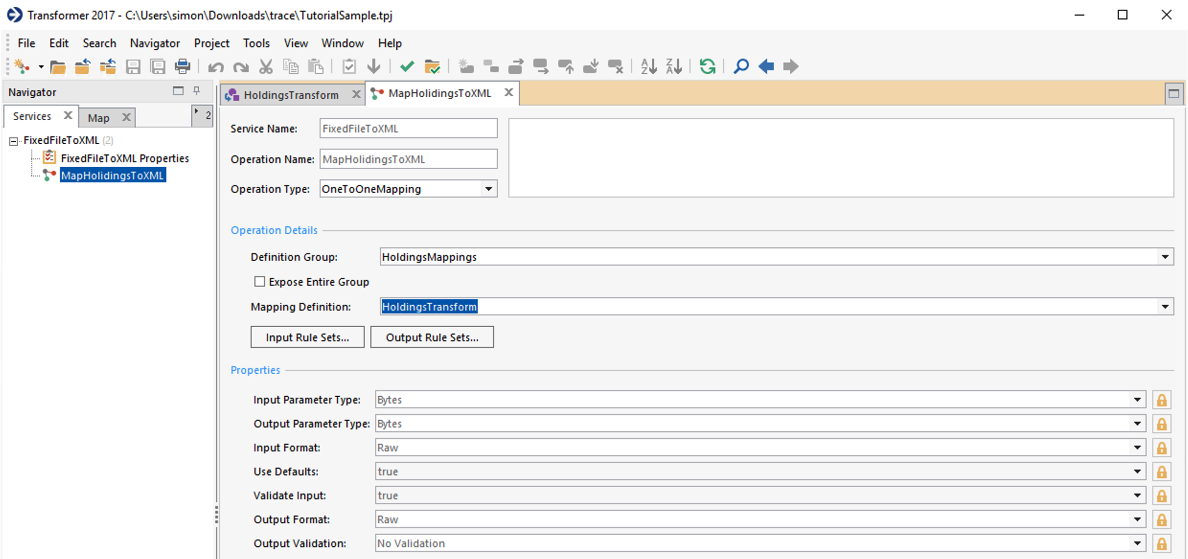 Transformer 2017 - C:\Users\simon\Downloads\trace\TutorialSample.tpj
File Edit Search Navigator Project Tools View Window Help
Navigator
HoldingsTransform
MapHolidingsToXML
Services
Map
2
FixedFileToXML (2)
FixedFileToXML Properties
MapHolidingsToXML
Service Name: FixedFileToXML
Operation Name: MapHolidingsToXML
Operation Type: OneToOneMapping
Operation Details
Definition Group: HoldingsMappings
Expose Entire Group
Mapping Definition: HoldingsTransform
Input Rule Sets... Output Rule Sets...
Properties
Input Parameter Type: Bytes
Output Parameter Type: Bytes
Input Format: Raw
Use Defaults: true
Validate Input: true
Output Format: Raw
Output Validation: No Validation